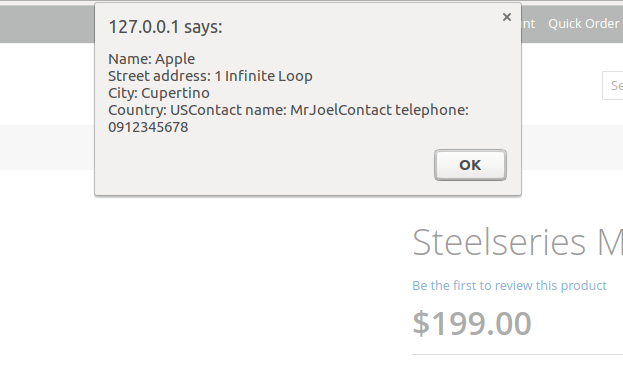 127.0.0.1 says:
Name: Apple
Street address: 1 Infinite Loop
City: Cupertino
Country: USContact name: MrJoelContact telephone:
0912345678
OK
nt Quick Order
Se
Steelseries M
Be the first to review this product
$199.00